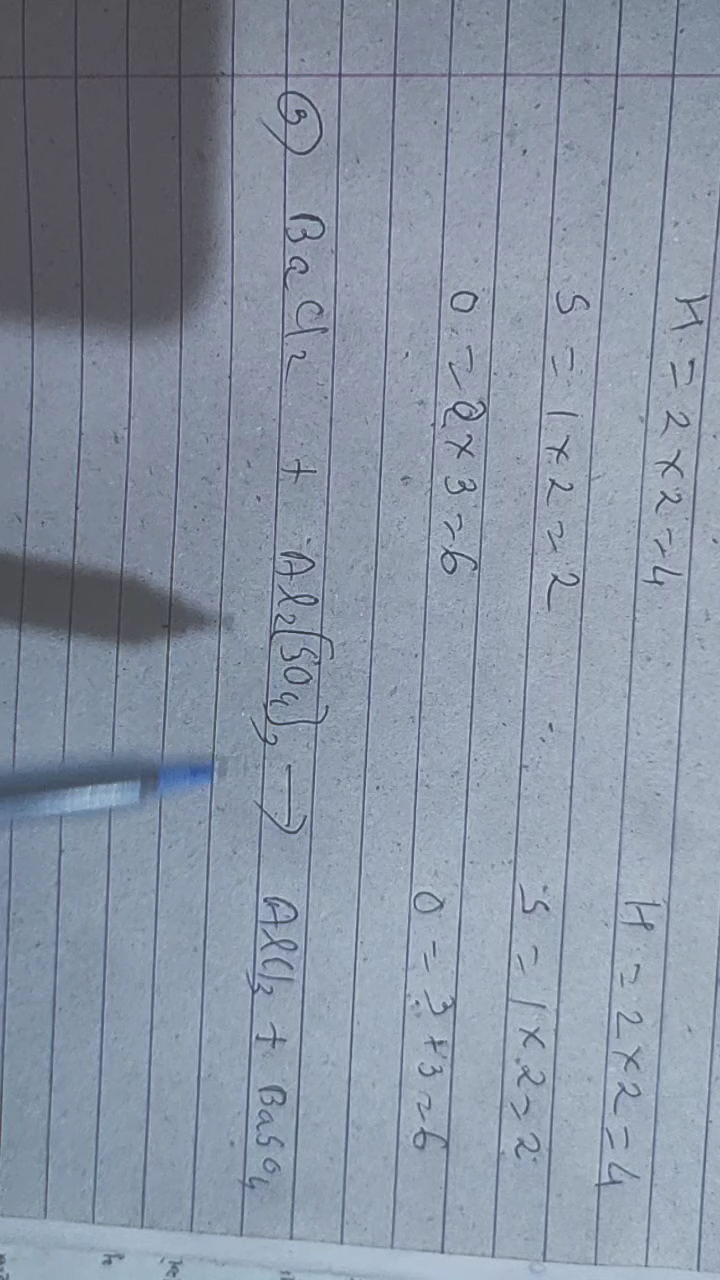 H = 2 × 2 = 4 H = 2 × 2 = 4
S = 1 × 2 = 2 S = 1 × 2 = 2
O = 2 × 3 = 6 O = 3 + 3 = 6
BaCl2 + Al2[SO4]3 → AlCl3 + BaSO4